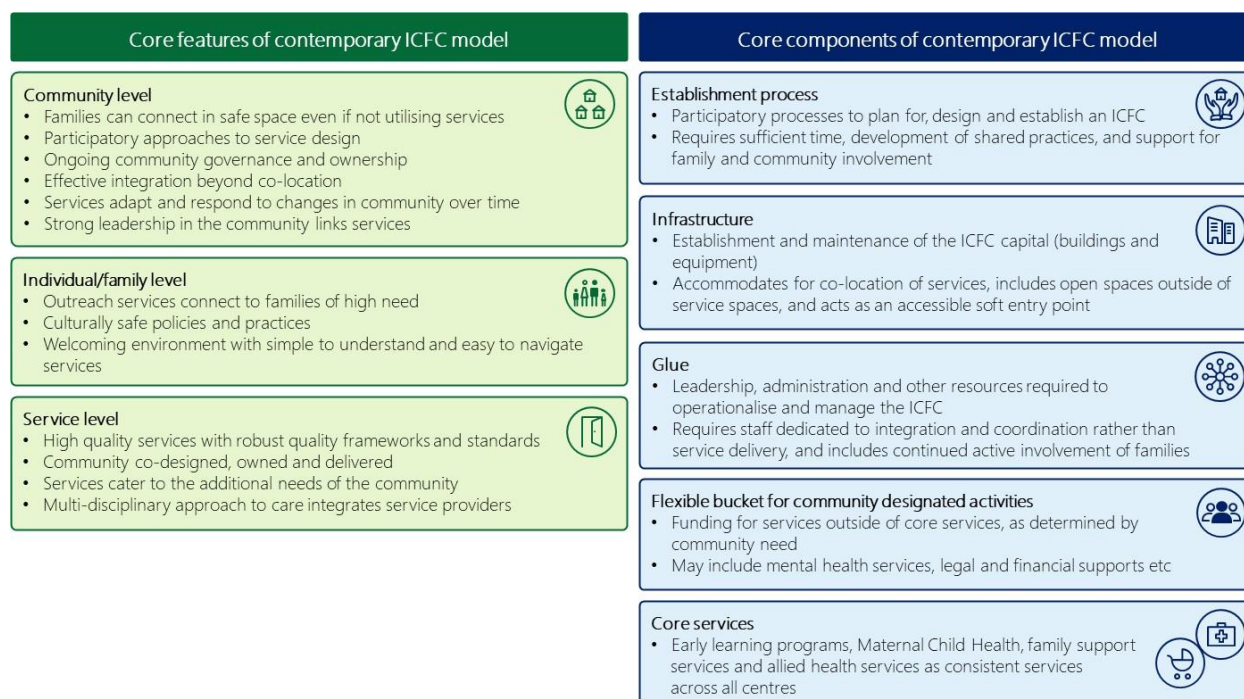 Core features of contemporary ICFC model
Community level
• Families can connect in safe space even if not utilising services
• Participatory approaches to service design
• Ongoing community governance and ownership
• Effective integration beyond co-location
• Services adapt and respond to changes in community over time
• Strong leadership in the community links services
Individual/family level
• Outreach services connect to families of high need
• Culturally safe policies and practices
• Welcoming environment with simple to understand and easy to navigate
services
Service level
• High quality services with robust quality frameworks and standards
• Community co-designed, owned and delivered
• Services cater to the additional needs of the community
• Multi-disciplinary approach to care integrates service providers
Core components of contemporary ICFC model
Establishment process
• Participatory processes to plan for, design and establish an ICFC
• Requires sufficient time, development of shared practices, and support for
family and community involvement
Infrastructure
• Establishment and maintenance of the ICFC capital (buildings and
equipment)
• Accommodates for co-location of services, includes open spaces outside of
service spaces, and acts as an accessible soft entry point
Glue
• Leadership, administration and other resources required to
operationalise and manage the ICFC
• Requires staff dedicated to integration and coordination rather than
service delivery, and includes continued active involvement of families
Flexible bucket for community designated activities
• Funding for services outside of core services, as determined by
community need
• May include mental health services, legal and financial supports etc
Core services
• Early learning programs, Maternal Child Health, family support
services and allied health services as consistent services
across all centres